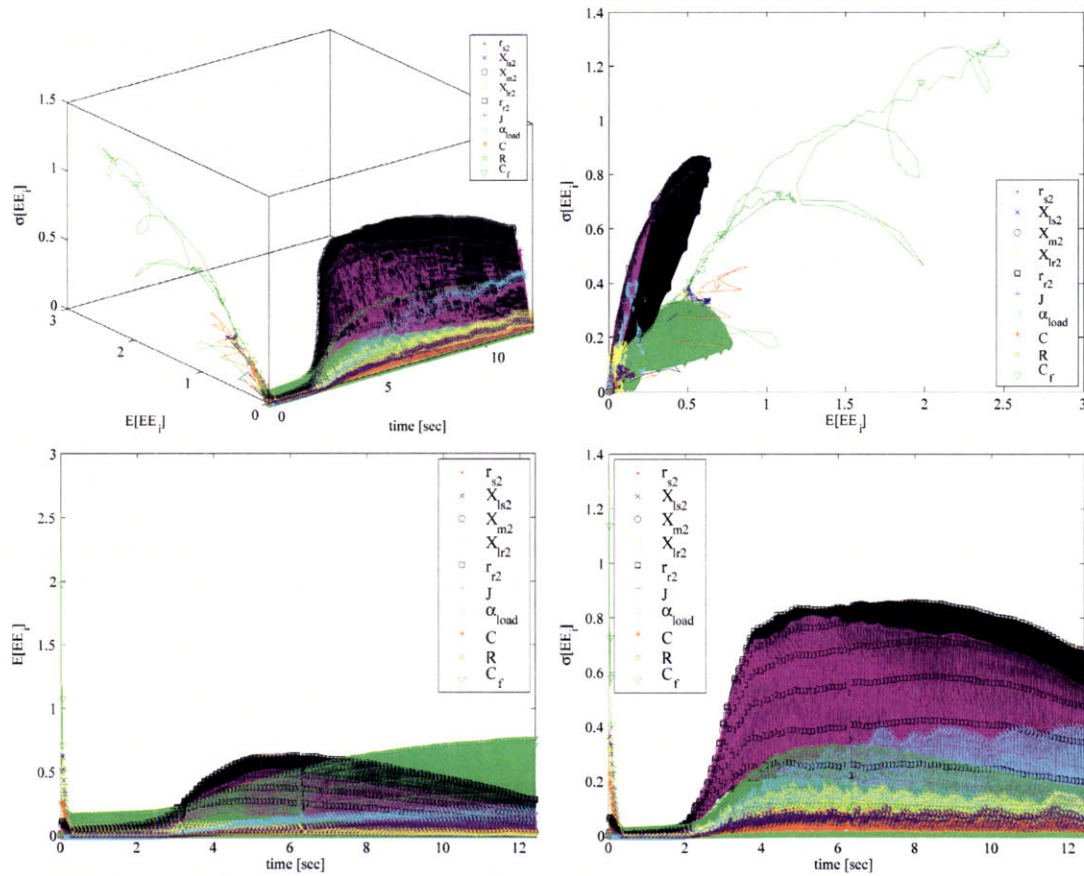 1.5
1
0.5
0
σ[EE_i]
3
2
1
0
E[EE_i]
0
5
10
time [sec]
r_s2
X_ls2
X_m2
X_lr2
r_r2
J
α_load
C
R
C_f
1.4
1.2
1
0.8
0.6
0.4
0.2
0
σ[EE_i]
0 0.5 1 1.5 2 2.5 3
E[EE_i]
r_s2
X_ls2
X_m2
X_lr2
r_r2
J
α_load
C
R
C_f
3
2.5
2
1.5
1
0.5
0
E[EE_i]
0 2 4 6 8 10 12
time [sec]
r_s2
X_ls2
X_m2
X_lr2
r_r2
J
α_load
C
R
C_f
1.4
1.2
1
0.8
0.6
0.4
0.2
0
σ[EE_i]
0 2 4 6 8 10 12
time [sec]
r_s2
X_ls2
X_m2
X_lr2
r_r2
J
α_load
C
R
C_f